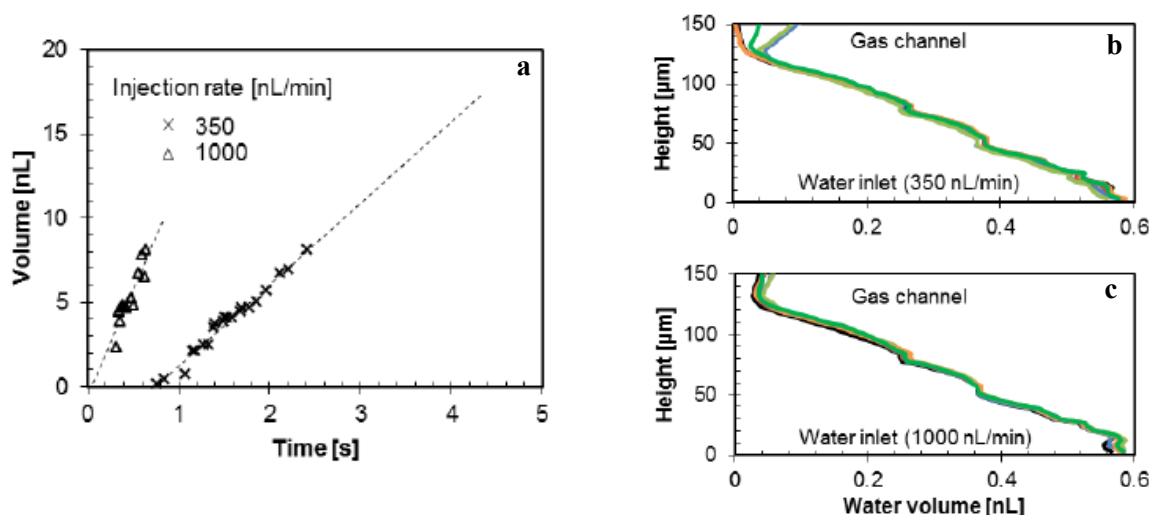 a
Volume [nL]
20
15
10
5
0
Injection rate [nL/min]
× 350
△ 1000
0 1 2 3 4 5
Time [s]
b
Height [µm]
150
100
50
0
Gas channel
Water inlet (350 nL/min)
0 0.2 0.4 0.6
c
Height [µm]
150
100
50
0
Gas channel
Water inlet (1000 nL/min)
0 0.2 0.4 0.6
Water volume [nL]